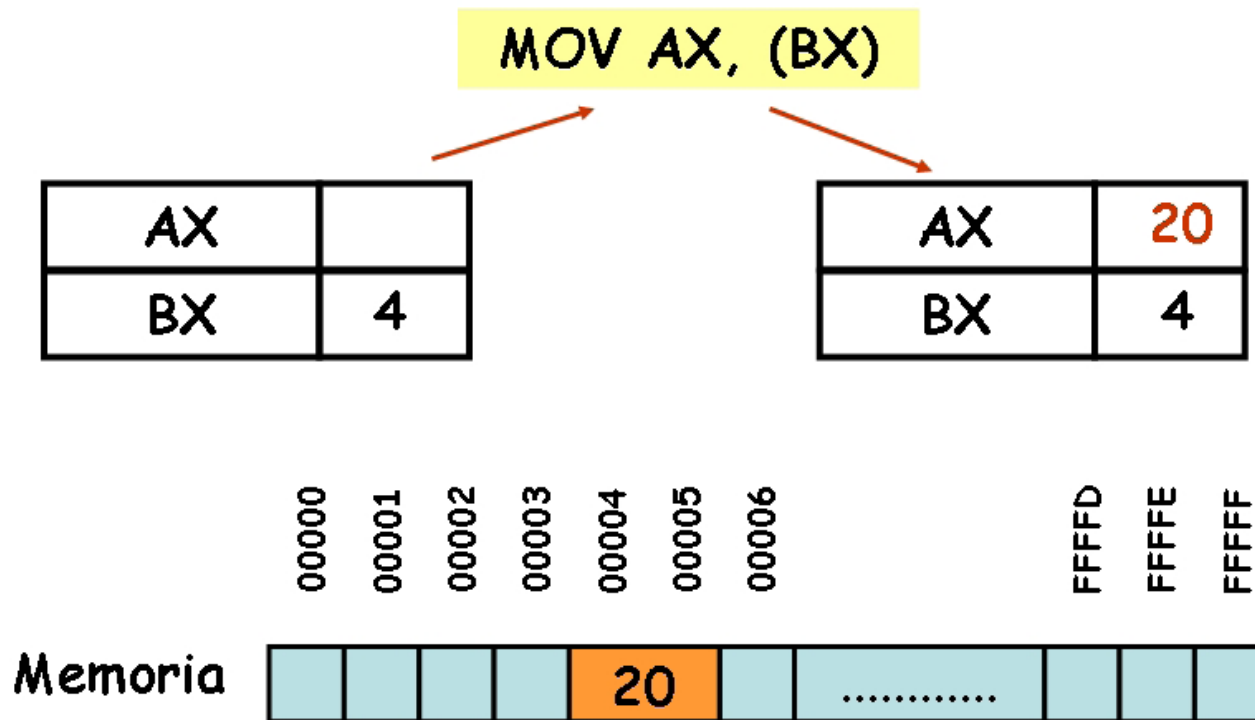 MOV AX, (BX)
AX
BX 4
AX 20
BX 4
00000 00001 00002 00003 00004 00005 00006 FFFFD FFFFE FFFFF
Memoria 20 ............